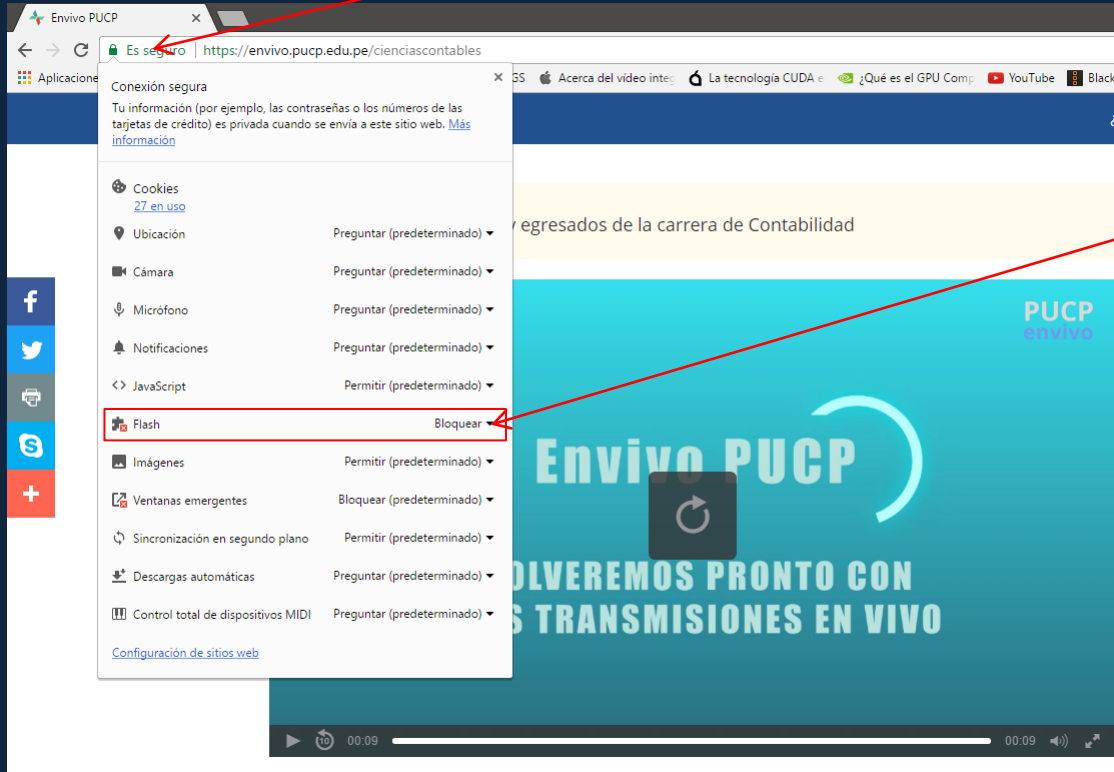 Envivo PUCP
Es seguro | https://envivo.pucp.edu.pe/cienciascontables
GS Acerca del vídeo integ La tecnología CUDA e ¿Qué es el GPU Comp YouTube Black
Conexión segura
Tu información (por ejemplo, las contraseñas o los números de las
tarjetas de crédito) es privada cuando se envía a este sitio web. Más
información
Cookies
27 en uso
Ubicación Preguntar (predeterminado)
Cámara Preguntar (predeterminado)
Micrófono Preguntar (predeterminado)
Notificaciones Preguntar (predeterminado)
JavaScript Permitir (predeterminado)
Flash Bloquear
Imágenes Permitir (predeterminado)
Ventanas emergentes Bloquear (predeterminado)
Sincronización en segundo plano Permitir (predeterminado)
Descargas automáticas Preguntar (predeterminado)
Control total de dispositivos MIDI Preguntar (predeterminado)
Configuración de sitios web
y egresados de la carrera de Contabilidad
PUCP
envivo
Envivo PUCP
OLVEREMOS PRONTO CON
S TRANSMISIONES EN VIVO
10 00:09 00:09